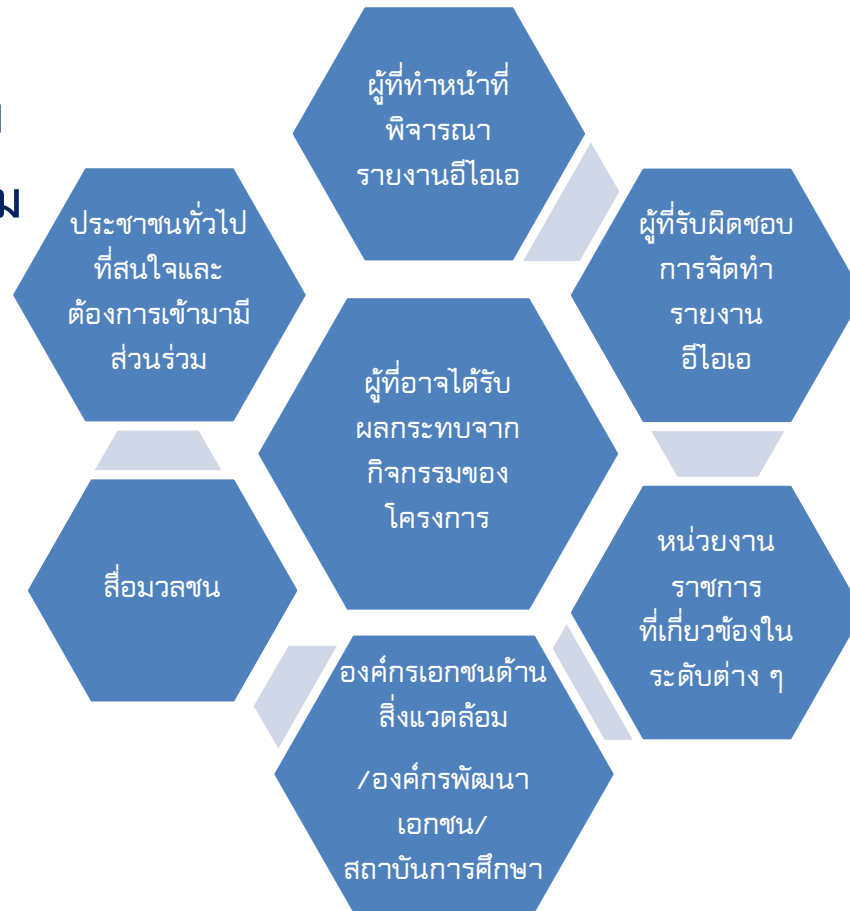 ผู้ที่ทำหน้าที่
พิจารณา
รายงานอีไอเอ
ประชาชนทั่วไป
ที่สนใจและ
ต้องการเข้ามามี
ส่วนร่วม
ผู้ที่รับผิดชอบ
การจัดทำ
รายงาน
อีไอเอ
ผู้ที่อาจได้รับ
ผลกระทบจาก
กิจกรรมของ
โครงการ
สื่อมวลชน
หน่วยงาน
ราชการ
ที่เกี่ยวข้องใน
ระดับต่าง ๆ
องค์กรเอกชนด้าน
สิ่งแวดล้อม
/องค์กรพัฒนา
เอกชน/
สถาบันการศึกษา